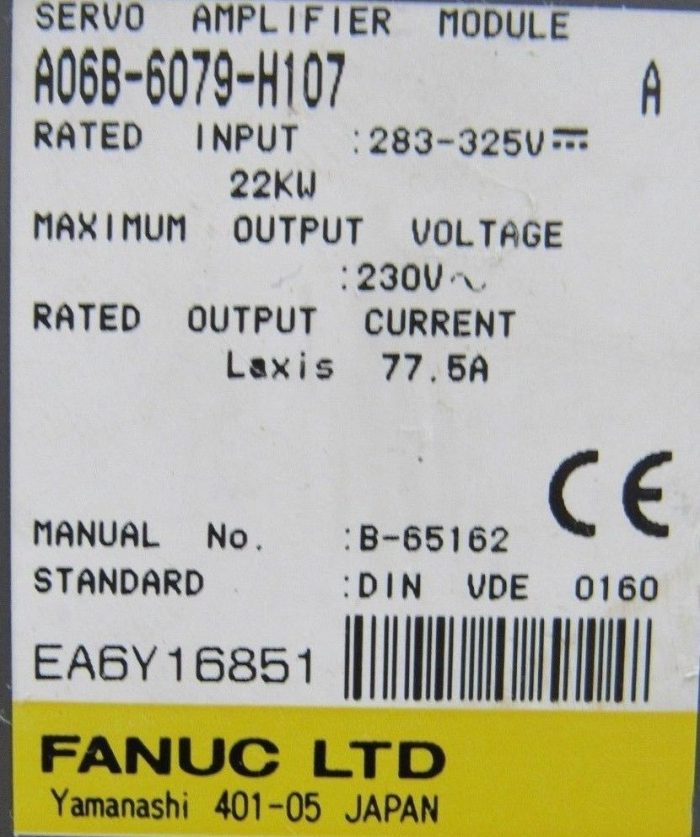 SERVO AMPLIFIER MODULE
A06B-6079-H107 A
RATED INPUT :283-325V⎓
22KW
MAXIMUM OUTPUT VOLTAGE
:230V~
RATED OUTPUT CURRENT
Laxis 77.5A
CE
MANUAL No. :B-65162
STANDARD :DIN VDE 0160
EA6Y16851
FANUC LTD
Yamanashi 401-05 JAPAN